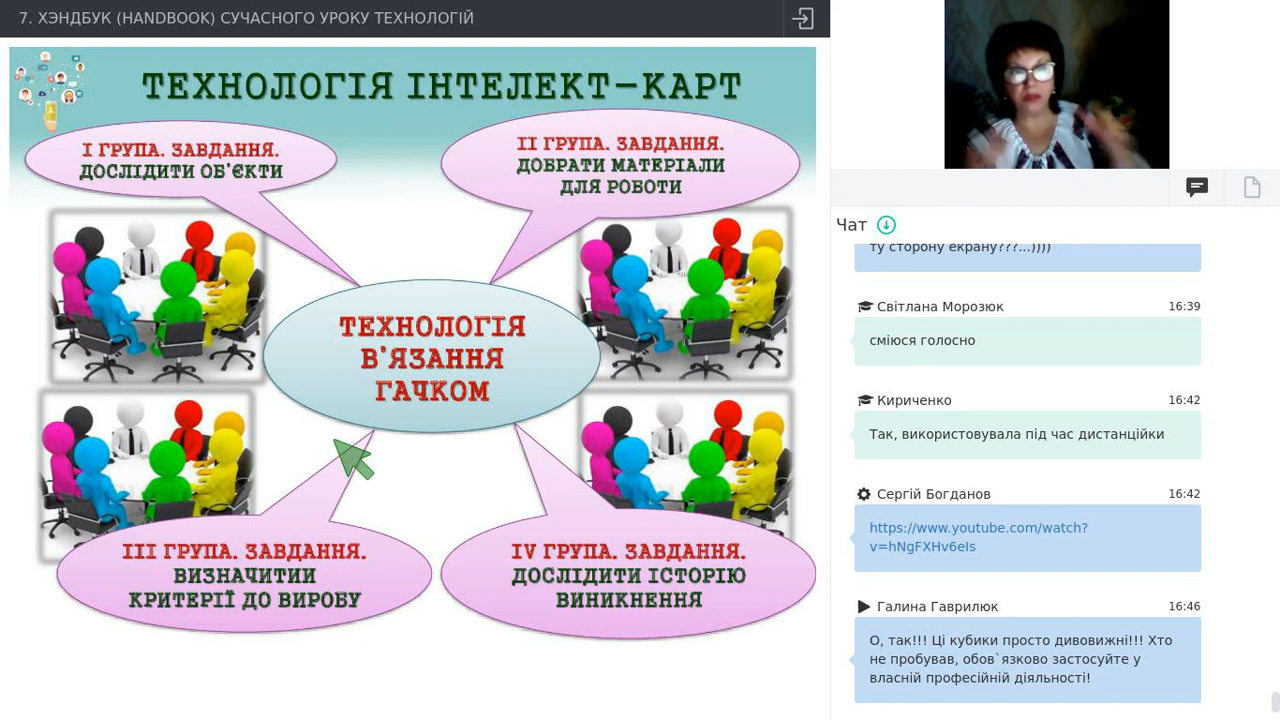 7. ХЭНДБУК (HANDBOOK) СУЧАСНОГО УРОКУ ТЕХНОЛОГІЙ
ТЕХНОЛОГІЯ ІНТЕЛЕКТ-КАРТ
І ГРУПА. ЗАВДАННЯ.
ДОСЛІДИТИ ОБ'ЄКТИ
ІІ ГРУПА. ЗАВДАННЯ.
ДОБРАТИ МАТЕРІАЛИ
ДЛЯ РОБОТИ
ТЕХНОЛОГІЯ
В'ЯЗАННЯ
ГАЧКОМ
ІІІ ГРУПА. ЗАВДАННЯ.
ВИЗНАЧИТИИ
КРИТЕРІЇ ДО ВИРОБУ
IV ГРУПА. ЗАВДАННЯ.
ДОСЛІДИТИ ІСТОРІЮ
ВИНИКНЕННЯ
Чат
ту сторону екрану???...))))
Світлана Морозюк 16:39
сміюся голосно
Кириченко 16:42
Так, використовувала під час дистанційки
Сергій Богданов 16:42
https://www.youtube.com/watch?
v=hNgFXHv6eIs
Галина Гаврилюк 16:46
О, так!!! Ці кубики просто дивовижні!!! Хто
не пробував, обов`язково застосуйте у
власній професійній діяльності!